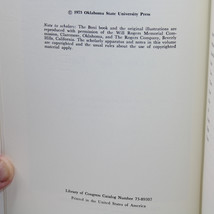 © 1973 Oklahoma State University Press
Note to scholars: The Best book and the original illustrations are
reproduced with permission of the Will Rogers Memorial Com-
mission, Claremore, Oklahoma, and The Rogers Company, Beverly
Hills, California. The scholarly apparatus and notes in this volume
are copyrighted and the usual rules about the use of copyrighted
material apply.
Library of Congress Catalog Number 73-89357
Printed in the United States of America